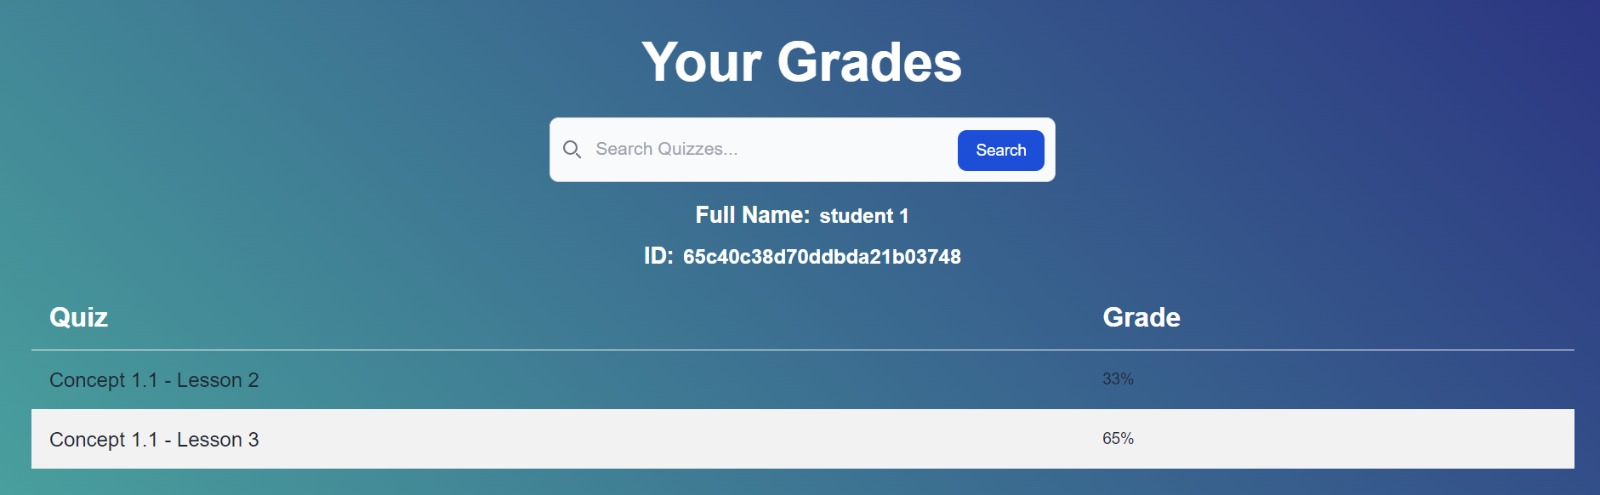 Your Grades
Search Quizzes... Search
Full Name: student 1
ID: 65c40c38d70ddbda21b03748
Quiz Grade
Concept 1.1 - Lesson 2 33%
Concept 1.1 - Lesson 3 65%